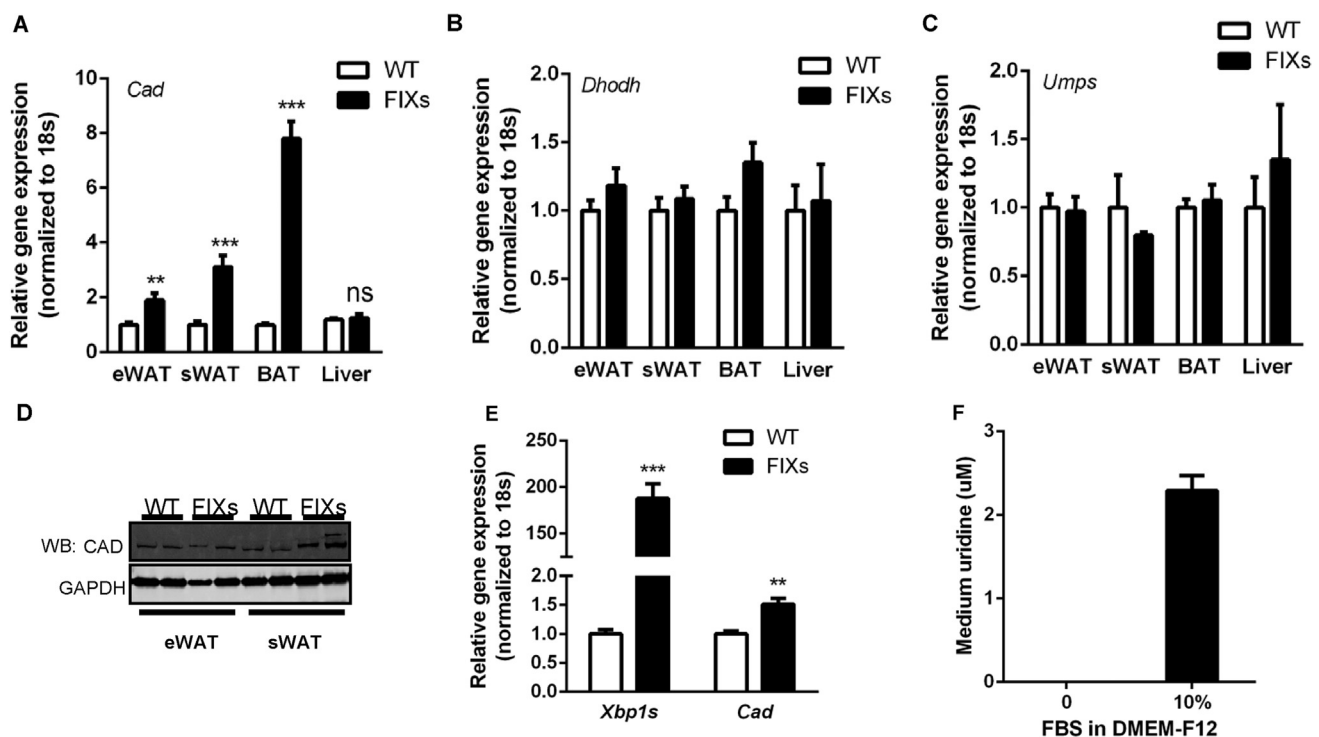 A
Relative gene expression
(normalized to 18s)
Cad
WT
FIXs
10
8
6
4
2
0
**
***
***
ns
eWAT sWAT BAT Liver
B
Relative gene expression
(normalized to 18s)
Dhodh
WT
FIXs
2.0
1.5
1.0
0.5
0.0
eWAT sWAT BAT Liver
C
Relative gene expression
(normalized to 18s)
Umps
WT
FIXs
2.0
1.5
1.0
0.5
0.0
eWAT sWAT BAT Liver
D
WT FIXs WT FIXs
WB: CAD
GAPDH
eWAT sWAT
E
Relative gene expression
(normalized to 18s)
WT
FIXs
250
200
150
2.0
1.5
1.0
0.5
0.0
***
**
Xbp1s Cad
F
Medium uridine (uM)
3
2
1
0
0 10%
FBS in DMEM-F12